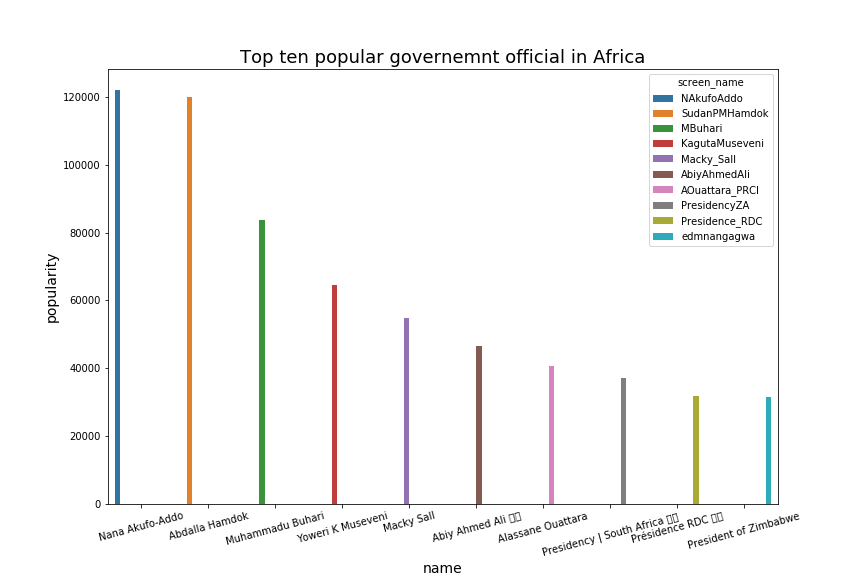 Top ten popular governemnt official in Africa
screen_name
NAkufoAddo
SudanPMHamdok
MBuhari
KagutaMuseveni
Macky_Sall
AbiyAhmedAli
AOuattara_PRCI
PresidencyZA
Presidence_RDC
edmnangagwa
popularity
120000
100000
80000
60000
40000
20000
0
Nana Akufo-Addo
Abdalla Hamdok
Muhammadu Buhari
Yoweri K Museveni
Macky Sall
Abiy Ahmed Ali
Alassane Ouattara
Presidency | South Africa
Présidence RDC
President of Zimbabwe
name